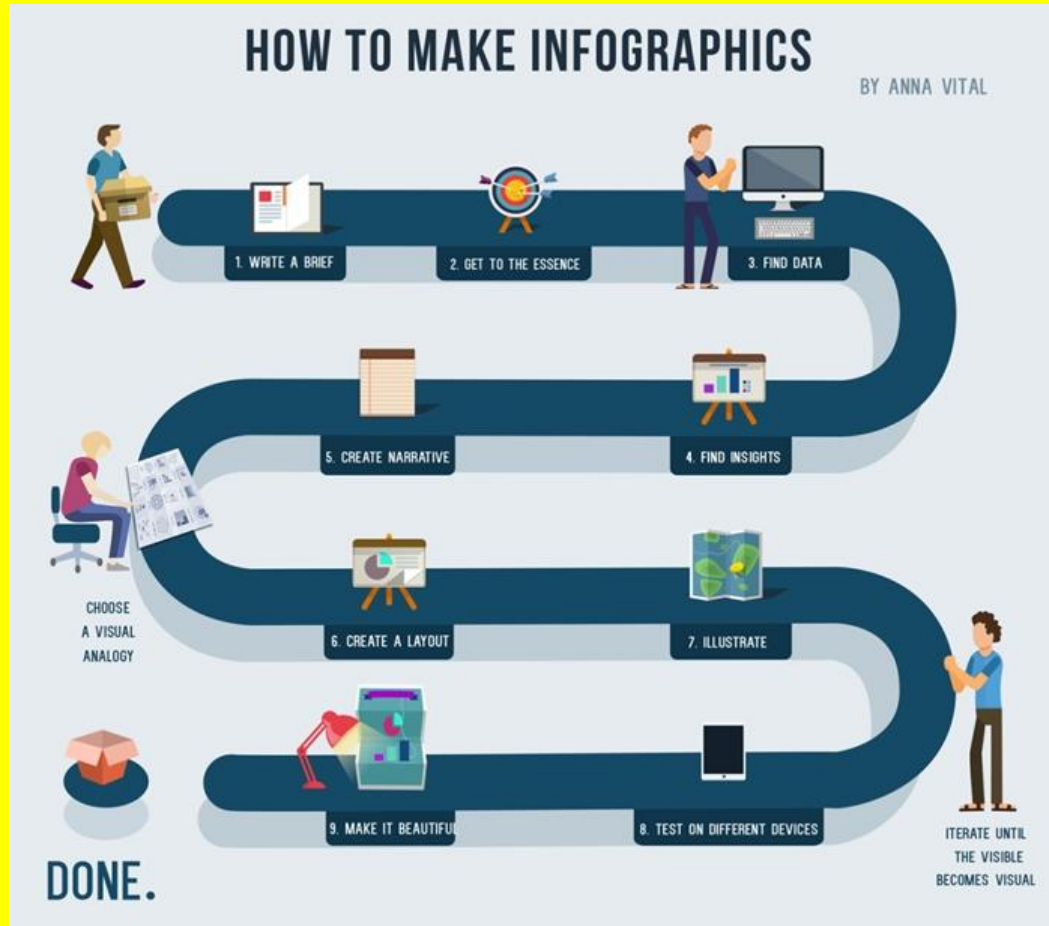 HOW TO MAKE INFOGRAPHICS
BY ANNA VITAL
1. WRITE A BRIEF
2. GET TO THE ESSENCE
3. FIND DATA
4. FIND INSIGHTS
5. CREATE NARRATIVE
CHOOSE
A VISUAL
ANALOGY
6. CREATE A LAYOUT
7. ILLUSTRATE
ITERATE UNTIL
THE VISIBLE
BECOMES VISUAL
8. TEST ON DIFFERENT DEVICES
9. MAKE IT BEAUTIFUL
DONE.